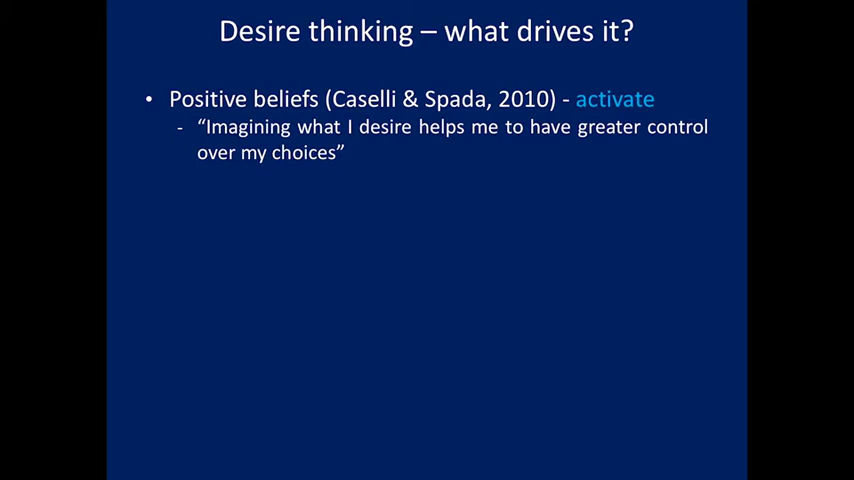 Desire thinking – what drives it?
• Positive beliefs (Caselli & Spada, 2010) - activate
- “Imagining what I desire helps me to have greater control
over my choices”